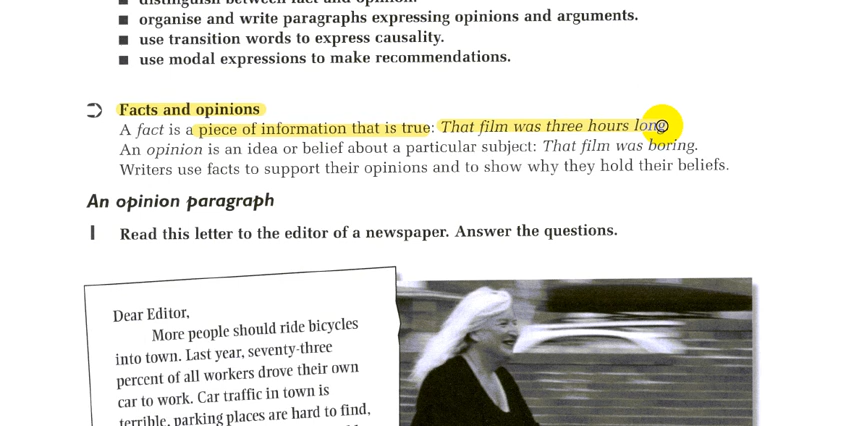 distinguish between fact and opinion.
■ organise and write paragraphs expressing opinions and arguments.
■ use transition words to express causality.
■ use modal expressions to make recommendations.
Facts and opinions
A fact is a piece of information that is true: That film was three hours long.
An opinion is an idea or belief about a particular subject: That film was boring.
Writers use facts to support their opinions and to show why they hold their beliefs.
An opinion paragraph
1 Read this letter to the editor of a newspaper. Answer the questions.
Dear Editor,
More people should ride bicycles
into town. Last year, seventy-three
percent of all workers drove their own
car to work. Car traffic in town is
terrible, parking places are hard to find,